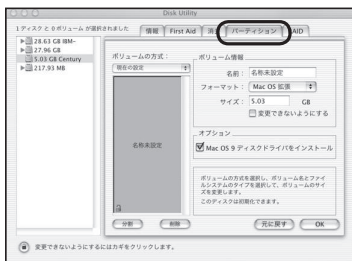 Disk Utility
1 ディスク と 0 ボリューム が選択されました
28.63 GB IBM-
27.96 GB
5.03 GB Century
217.93 MB
情報
First Aid
消
パーティション
AID
ボリュームの方式：
現在の設定
名称未設定
分割
削除
ボリューム情報
名前： 名称未設定
フォーマット： Mac OS 拡張
サイズ： 5.03 GB
変更できないようにする
オプション
Mac OS 9 ディスクドライバをインストール
ボリュームの方式を選択し、ボリューム名とファイ
ルシステムのタイプを選択して、ボリュームのサイ
ズを変更します。
このディスクは初期化できます。
元に戻す
OK
変更できないようにするにはカギをクリックします。